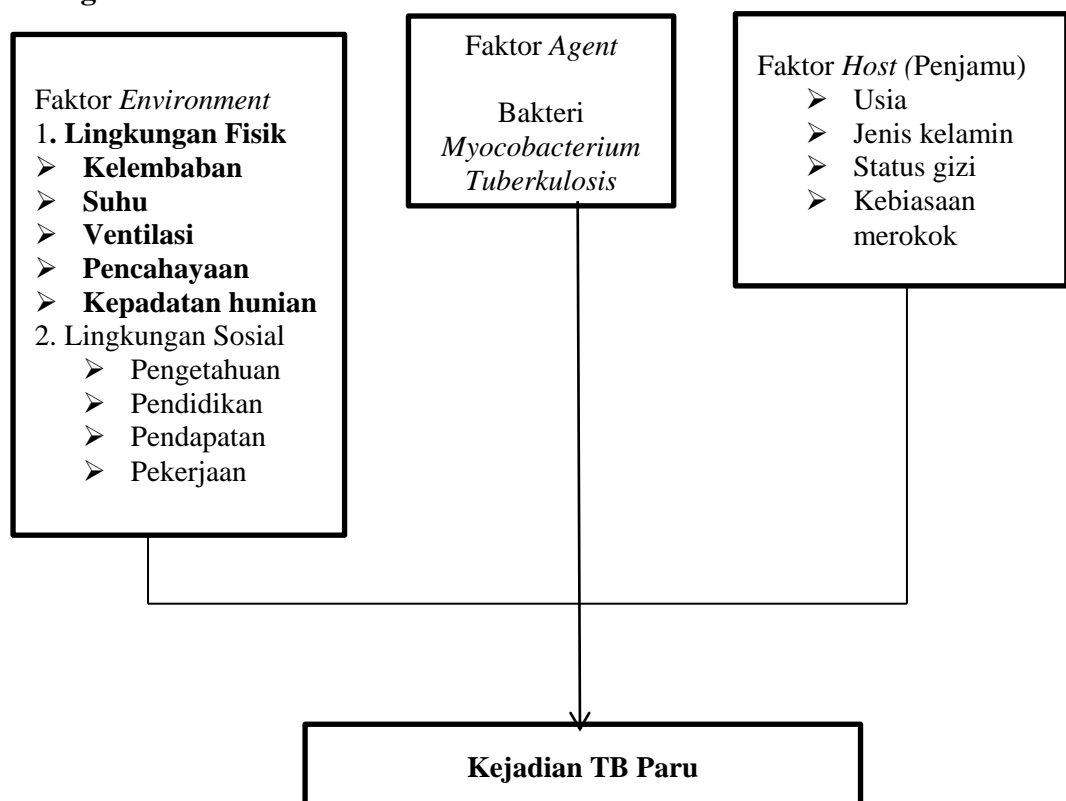 Faktor Environment
1. Lingkungan Fisik
➢ Kelembaban
➢ Suhu
➢ Ventilasi
➢ Pencahayaan
➢ Kepadatan hunian
2. Lingkungan Sosial
➢ Pengetahuan
➢ Pendidikan
➢ Pendapatan
➢ Pekerjaan
Faktor Agent
Bakteri
Myocobacterium
Tuberkulosis
Faktor Host (Penjamu)
➢ Usia
➢ Jenis kelamin
➢ Status gizi
➢ Kebiasaan
merokok
Kejadian TB Paru